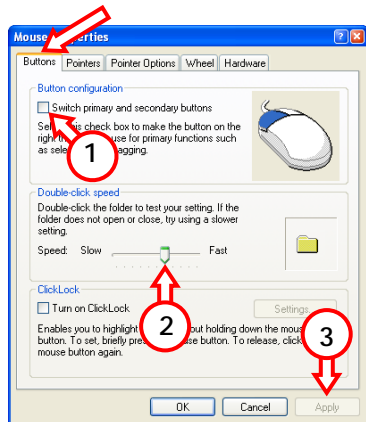 Mouse Properties
Buttons Pointers Pointer Options Wheel Hardware
Button configuration
Switch primary and secondary buttons
this check box to make the button on the
right use for primary functions such
as agging.
1
Double-click speed
Double-click the folder to test your setting. If the
folder does not open or close, try using a slower
setting.
Speed: Slow Fast
ClickLock
Turn on ClickLock
Settings...
Enables you to highlight out holding down the mouse
button. To set, briefly press use button. To release, click
mouse button again.
2
3
OK Cancel Apply